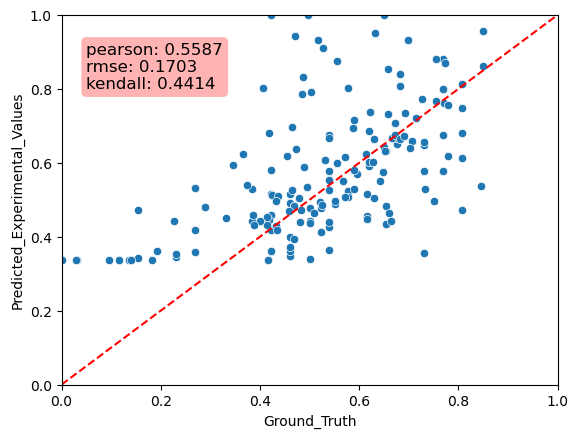 pearson: 0.5587
rmse: 0.1703
kendall: 0.4414
1.0
0.8
0.6
0.4
0.2
0.0
Predicted_Experimental_Values
0.0 0.2 0.4 0.6 0.8 1.0
Ground_Truth